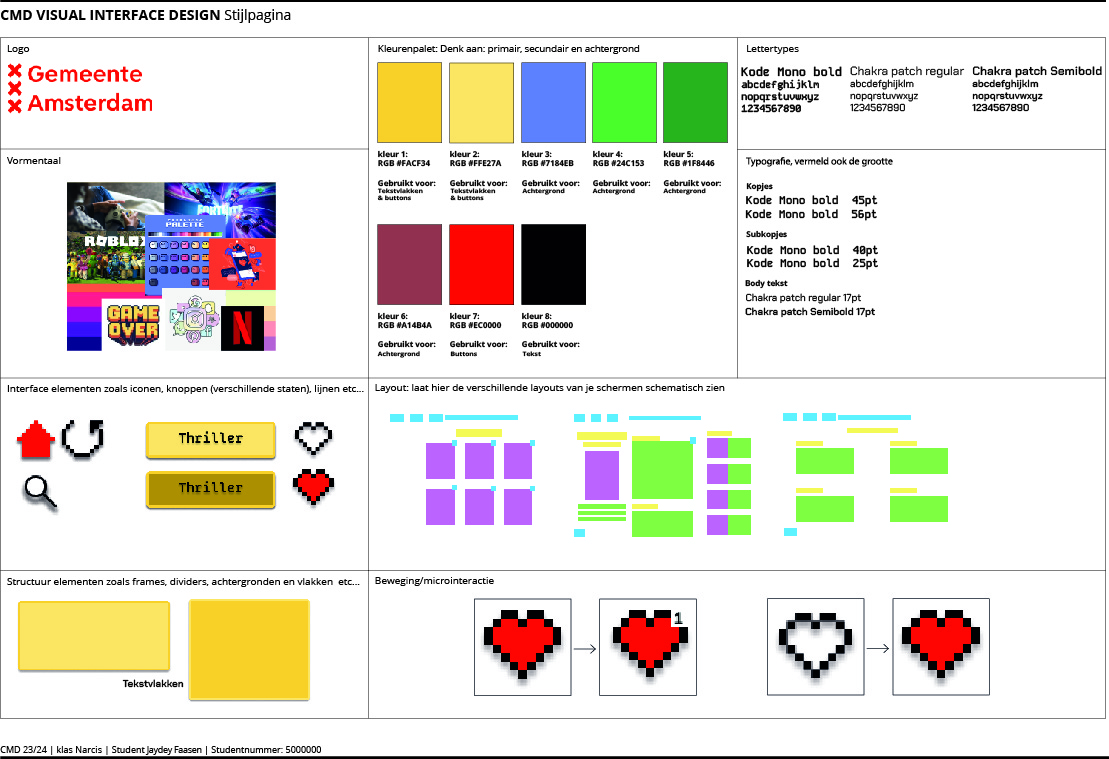 CMD VISUAL INTERFACE DESIGN Stijlpagina
Logo
Gemeente
Amsterdam
Vormentaal
ROBLOX
FORTNITE
PALETTE
GAME
OVER
N
Kleurenpalet: Denk aan: primair, secundair en achtergrond
kleur 1:
RGB #FACF34
Gebruikt voor:
Tekstvlakken
& buttons
kleur 2:
RGB #FFE27A
Gebruikt voor:
Tekstvlakken
& buttons
kleur 3:
RGB #7184EB
Gebruikt voor:
Achtergrond
kleur 4:
RGB #24C153
Gebruikt voor:
Achtergrond
kleur 5:
RGB #1F8446
Gebruikt voor:
Achtergrond
kleur 6:
RGB #A14B4A
Gebruikt voor:
Achtergrond
kleur 7:
RGB #EC0000
Gebruikt voor:
Buttons
kleur 8:
RGB #000000
Gebruikt voor:
Tekst
Lettertypes
Kode Mono bold
abcdefghijklm
nopqrstuvwxyz
1234567890
Chakra patch regular
abcdefghijklm
nopqrstuvwxyz
1234567890
Chakra patch Semibold
abcdefghijklm
nopqrstuvwxyz
1234567890
Typografie, vermeld ook de grootte
Kopjes
Kode Mono bold 45pt
Kode Mono bold 56pt
Subkopjes
Kode Mono bold 40pt
Kode Mono bold 25pt
Body tekst
Chakra patch regular 17pt
Chakra patch Semibold 17pt
Interface elementen zoals iconen, knoppen (verschillende staten), lijnen etc...
Thriller
Thriller
Layout: laat hier de verschillende layouts van je schermen schematisch zien
Structuur elementen zoals frames, dividers, achtergronden en vlakken etc...
Tekstvlakken
Beweging/microinteractie
1
CMD 23/24 | klas Narcis | Student Jaydey Faasen | Studentnummer: 5000000